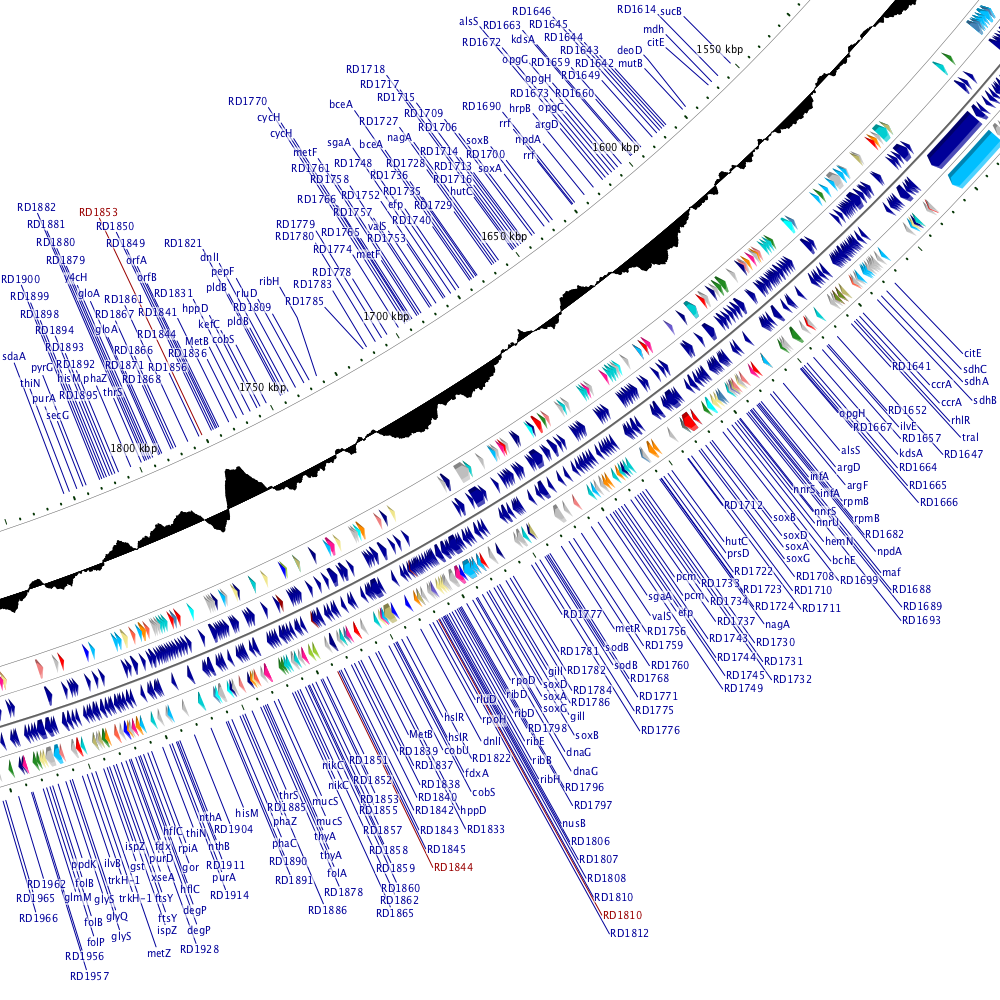 RD1646
RD1614
sucB
alsS
RD1663
RD1645
mdh
RD1672
kdsA
RD1644
citE
1550 kbp
RD1643
deoD
opgG
RD1659
RD1642
mutB
RD1718
opgH
RD1649
RD1717
RD1673
RD1660
RD1715
RD1770
bceA
RD1690
hrpB
opgC
cycH
RD1727
RD1709
rrf
argD
cycH
RD1706
sgaA
bceA
nagA
soxB
npdA
1600 kbp
metF
RD1714
RD1700
rrf
RD1761
RD1748
RD1728
RD1713
soxA
RD1758
RD1736
RD1716
RD1766
RD1752
RD1735
hutC
RD1757
efp
RD1729
RD1882
RD1853
RD1740
RD1881
RD1850
RD1779
valS
RD1880
RD1849
RD1821
RD1780
RD1765
RD1753
1650 kbp
RD1879
orfA
dnlI
RD1774
metF
RD1900
y4cH
orfB
pepF
RD1778
RD1899
gloA
RD1831
pldB
ribH
RD1783
RD1898
RD1861
rluD
RD1785
RD1894
RD1867
RD1841
hppD
RD1809
1700 kbp
RD1893
gloA
RD1844
kefC
pldB
sdaA
RD1892
RD1866
MetB
cobS
pyrG
RD1871
RD1856
RD1836
thiN
hisM
phaZ
RD1868
1750 kbp
purA
RD1895
thrS
secG
1800 kbp
citE
RD1641
sdhC
ccrA
sdhA
ccrA
sdhB
opgH
RD1652
rhlR
RD1667
ilvE
tral
RD1657
RD1647
alsS
kdsA
argD
RD1664
infA
argF
RD1665
nnrS
infA
rpmB
RD1666
RD1712
nnrS
soxB
nnrU
rpmB
soxD
RD1682
hutC
soxA
hemN
npdA
prsD
soxG
bchE
RD1722
RD1708
maf
pcm
RD1733
RD1723
RD1710
RD1699
RD1688
sgaA
pcm
RD1734
RD1724
RD1711
RD1689
RD1777
valS
efp
RD1737
nagA
RD1693
metR
RD1756
RD1743
RD1730
RD1781
sodB
RD1759
RD1744
RD1731
gill
RD1782
sodB
RD1760
RD1745
RD1732
rpoD
soxD
RD1768
RD1749
rluD
ribD
soxA
RD1784
RD1771
hslR
rpoH
ribD
soxG
RD1786
RD1775
MetB
hslR
RD1798
gill
RD1776
RD1839
cobU
dnlI
ribE
soxB
nikC
RD1851
RD1837
RD1822
ribB
dnaG
nikC
RD1852
RD1838
fdxA
ribH
dnaG
thrS
mucS
RD1853
RD1840
cobS
RD1796
RD1885
RD1855
RD1842
hppD
RD1797
hisM
phaZ
mucS
RD1857
RD1843
RD1833
nusB
nthA
RD1904
thyA
RD1858
RD1845
RD1806
hflC
thiN
phaC
thyA
RD1859
RD1844
RD1807
ispZ
fdx
rpiA
nthB
RD1890
folA
RD1860
RD1808
ppdK
ilvB
purD
gor
RD1911
RD1891
RD1878
RD1862
RD1810
RD1962
folB
gst
xseA
purA
RD1886
RD1865
RD1810
RD1965
trkH-1
hflC
RD1914
RD1812
glmM
glyS
trkH-1
ftsY
RD1966
glyQ
degP
folB
ftsY
folP
glyS
ispZ
degP
RD1956
metZ
RD1928
RD1957